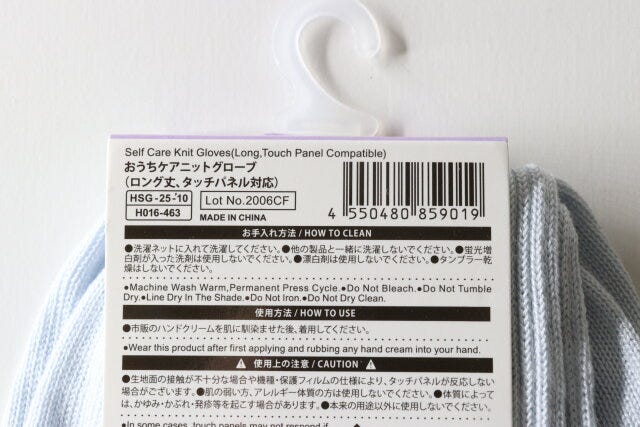 Self Care Knit Gloves(Long,Touch Panel Compatible)
おうちケアニットグローブ
(ロング丈、タッチパネル対応)
HSG-25-10
H016-463
Lot No.2006CF
MADE IN CHINA
4 550480 859019
お手入れ方法 / HOW TO CLEAN
●洗濯ネットに入れて洗濯してください。●他の製品と一緒に洗濯しないでください。●蛍光増
白剤が入った洗剤は使用しないでください。●漂白剤は使用しないでください。●タンブラー乾
燥はしないでください。
●Machine Wash Warm,Permanent Press Cycle.●Do Not Bleach.●Do Not Tumble
Dry.●Line Dry In The Shade.●Do Not Iron.●Do Not Dry Clean.
使用方法 / HOW TO USE
●市販のハンドクリームを肌に馴染ませた後、着用してください。
●Wear this product after first applying and rubbing any hand cream into your hand.
使用上の注意 / CAUTION
●生地面の接触が不十分な場合や機種・保護フィルムの仕様により、タッチパネルが反応しない
場合がございます。●肌の弱い方、アレルギー体質の方は使用しないでください。●体質によって
は、かゆみ・かぶれ・発疹等を起こす場合があります。●本来の用途以外に使用しないでください。
●In some cases, touch panels may not respond if